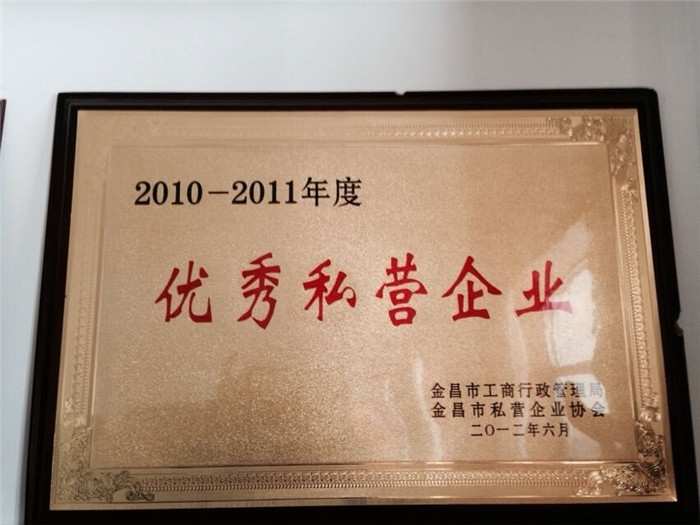 2010－2011年度
优秀私营企业
金昌市工商行政管理局
金昌市私营企业协会
二〇一二年六月